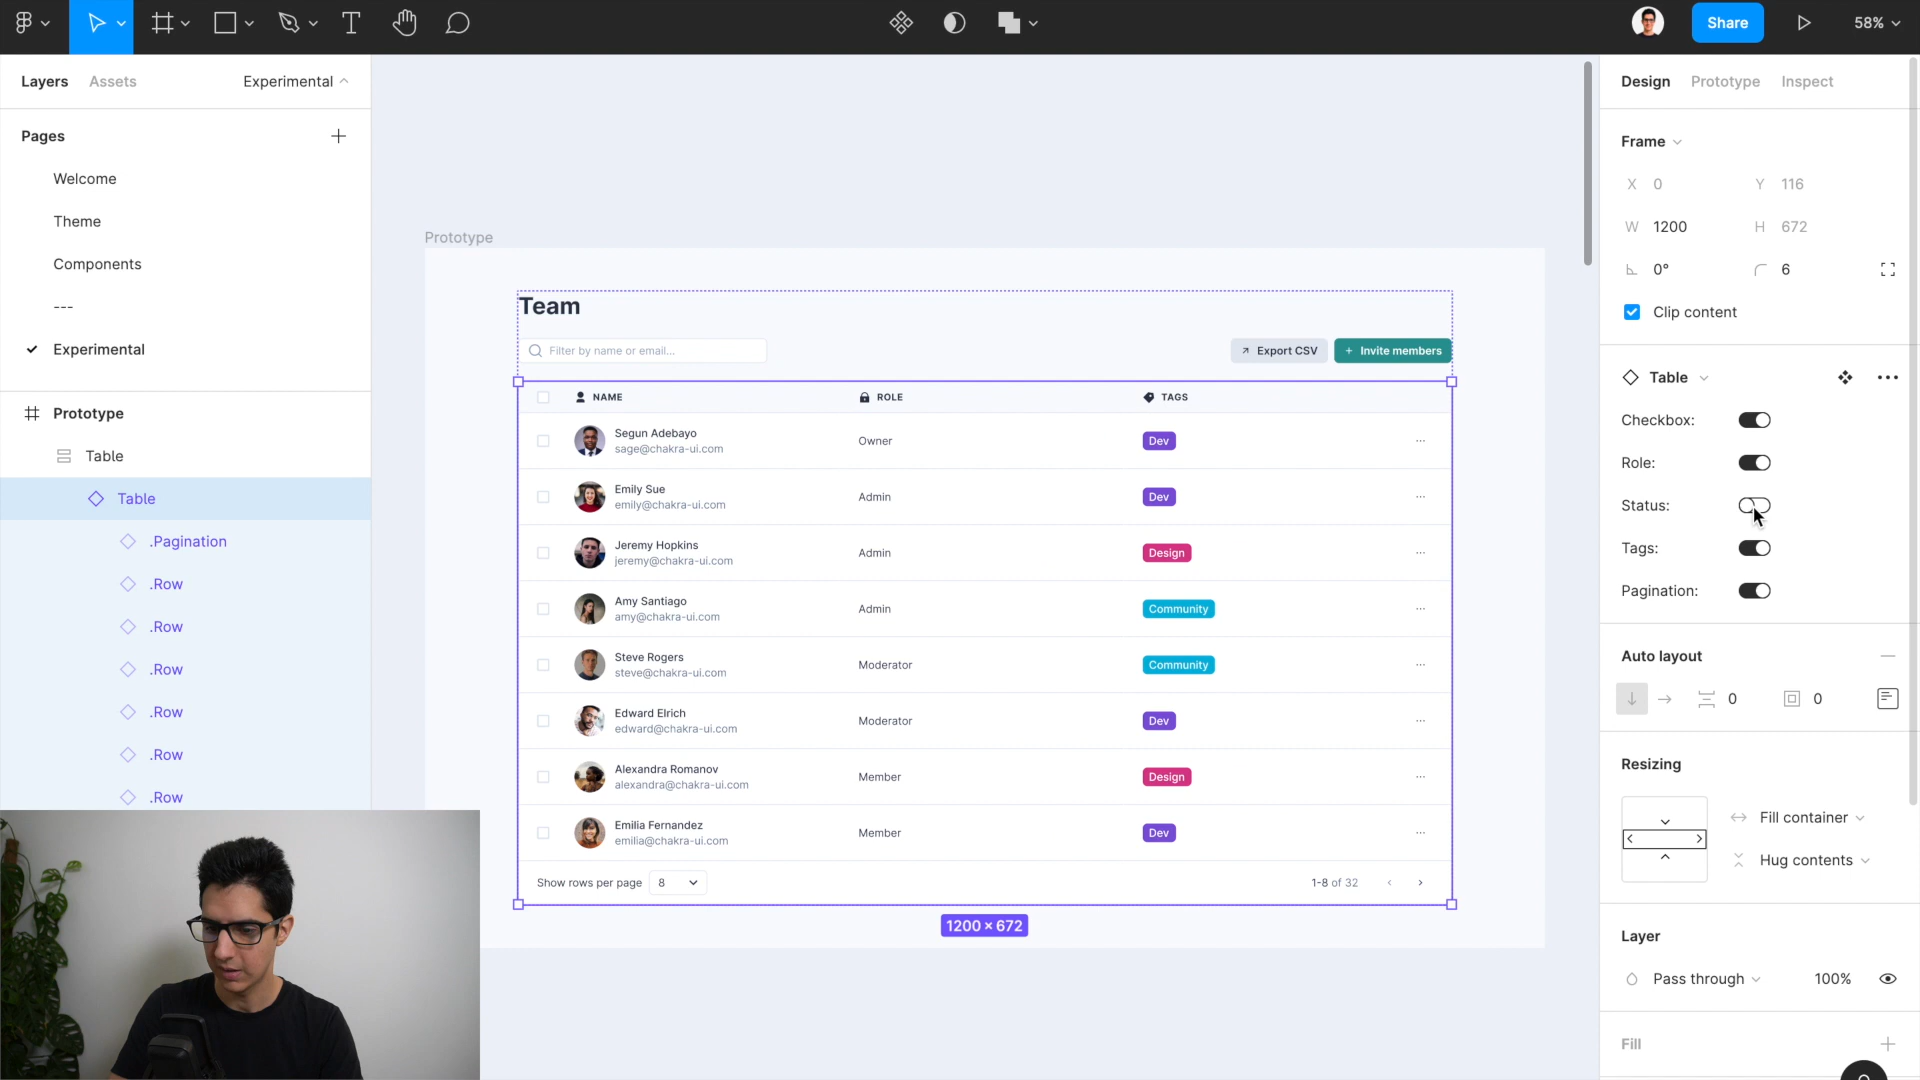 Share
58%
Layers
Assets
Experimental
Pages
Welcome
Theme
Components
---
Experimental
Prototype
Table
Table
.Pagination
.Row
.Row
.Row
.Row
.Row
.Row
Prototype
Team
Filter by name or email...
Export CSV
+ Invite members
NAME
ROLE
TAGS
Segun Adebayo
sage@chakra-ui.com
Owner
Dev
...
Emily Sue
emily@chakra-ui.com
Admin
Dev
...
Jeremy Hopkins
jeremy@chakra-ui.com
Admin
Design
...
Amy Santiago
amy@chakra-ui.com
Admin
Community
...
Steve Rogers
steve@chakra-ui.com
Moderator
Community
...
Edward Elrich
edward@chakra-ui.com
Moderator
Dev
...
Alexandra Romanov
alexandra@chakra-ui.com
Member
Design
...
Emilia Fernandez
emilia@chakra-ui.com
Member
Dev
...
Show rows per page
8
1-8 of 32
1200 × 672
Design
Prototype
Inspect
Frame
X 0
Y 116
W 1200
H 672
0°
6
Clip content
Table
Checkbox:
Role:
Status:
Tags:
Pagination:
Auto layout
0
0
Resizing
Fill container
Hug contents
Layer
Pass through
100%
Fill